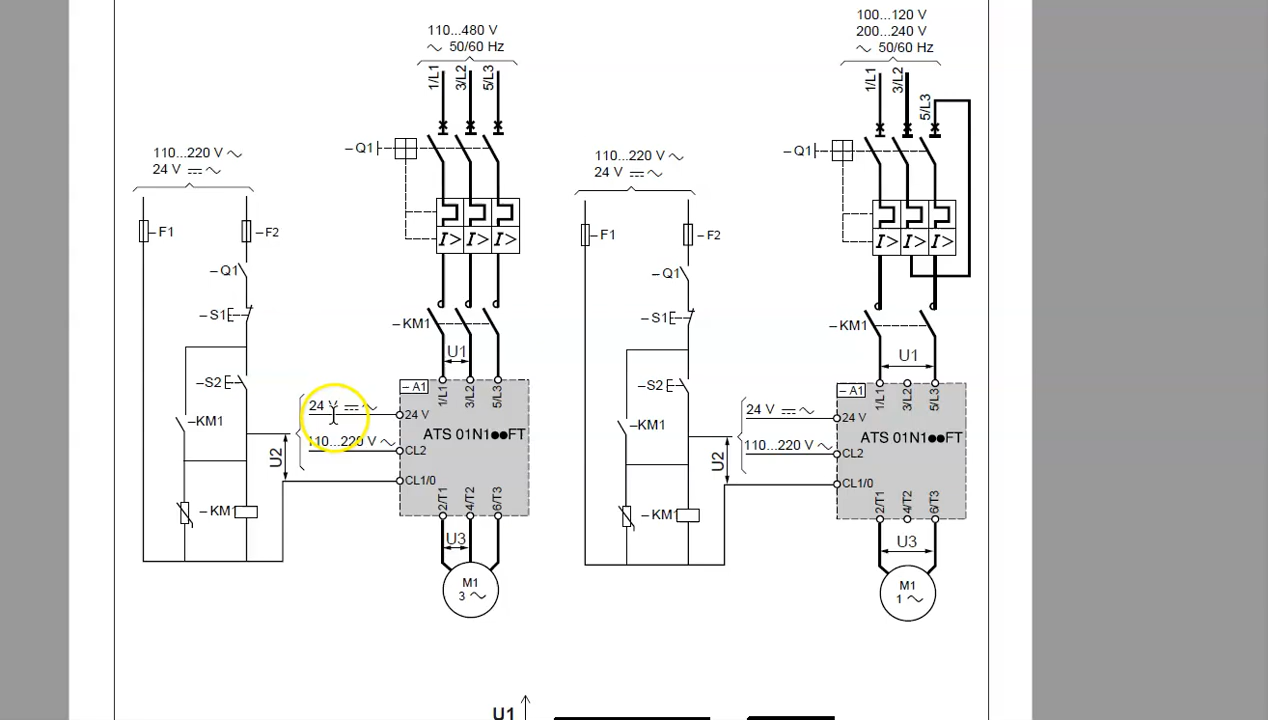 110...480 V
∿ 50/60 Hz
1/L1
3/L2
5/L3
– Q1
110...220 V ∿
24 V ⎓ ∿
– F1
– F2
– Q1
– S1
– S2
– KM1
– KM1
I >
I >
I >
– KM1
U1
– A1
1/L1
3/L2
5/L3
24 V ⎓ ∿
24 V
110...220 V ∿
CL2
U2
CL1/0
ATS 01N1●●FT
2/T1
4/T2
6/T3
U3
M1
3 ∿
100...120 V
200...240 V
∿ 50/60 Hz
1/L1
3/L2
5/L3
– Q1
110...220 V ∿
24 V ⎓ ∿
– F1
– F2
– Q1
– S1
– S2
– KM1
– KM1
I >
I >
I >
– KM1
U1
– A1
1/L1
3/L2
5/L3
24 V ⎓ ∿
24 V
110...220 V ∿
CL2
U2
CL1/0
ATS 01N1●●FT
2/T1
4/T2
6/T3
U3
M1
1 ∿
U1